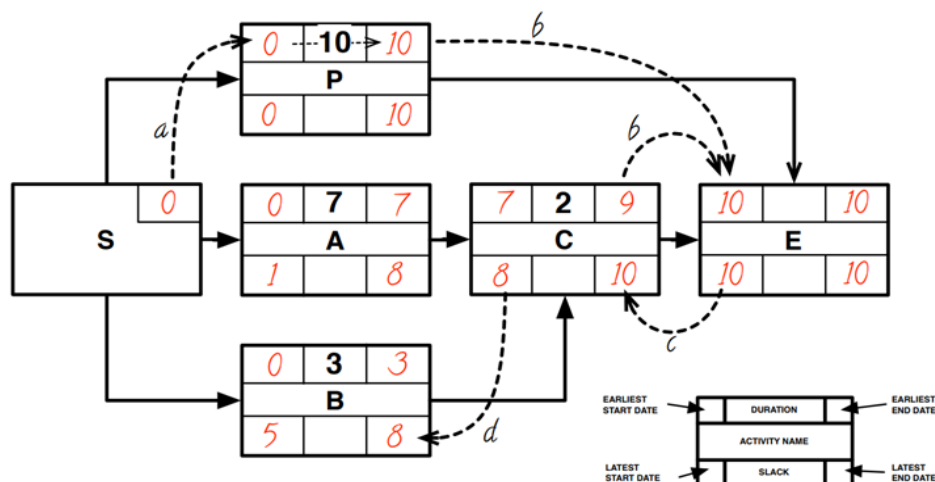 0 10 10
P
0 10
a
b
b
S
0
0 7 7
A
1 8
7 2 9
C
8 10
10 10
E
10 10
c
d
0 3 3
B
5 8
EARLIEST
START DATE
DURATION
EARLIEST
END DATE
ACTIVITY NAME
LATEST
START DATE
SLACK
LATEST
END DATE